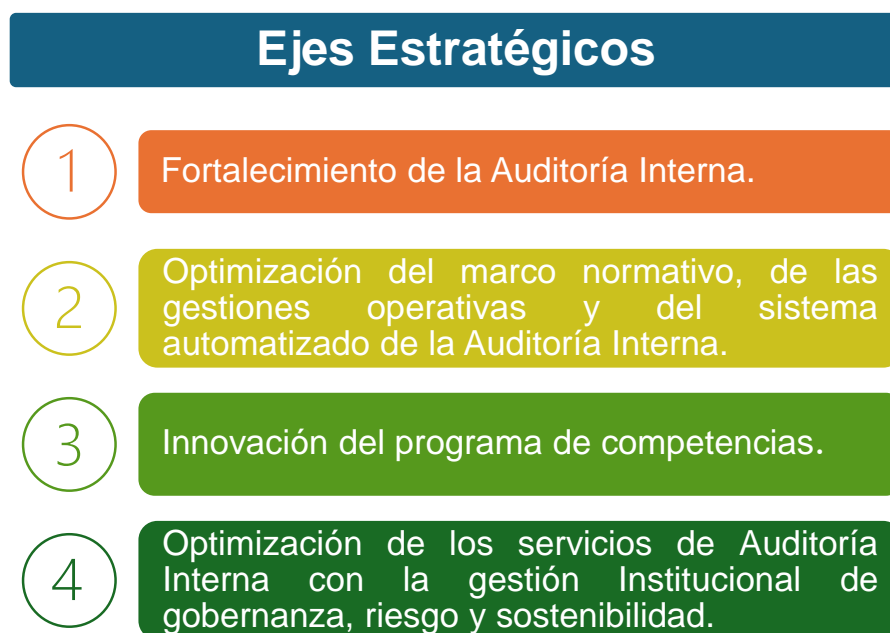 Ejes Estratégicos
1
Fortalecimiento de la Auditoría Interna.
2
Optimización del marco normativo, de las
gestiones operativas y del sistema
automatizado de la Auditoría Interna.
3
Innovación del programa de competencias.
4
Optimización de los servicios de Auditoría
Interna con la gestión Institucional de
gobernanza, riesgo y sostenibilidad.